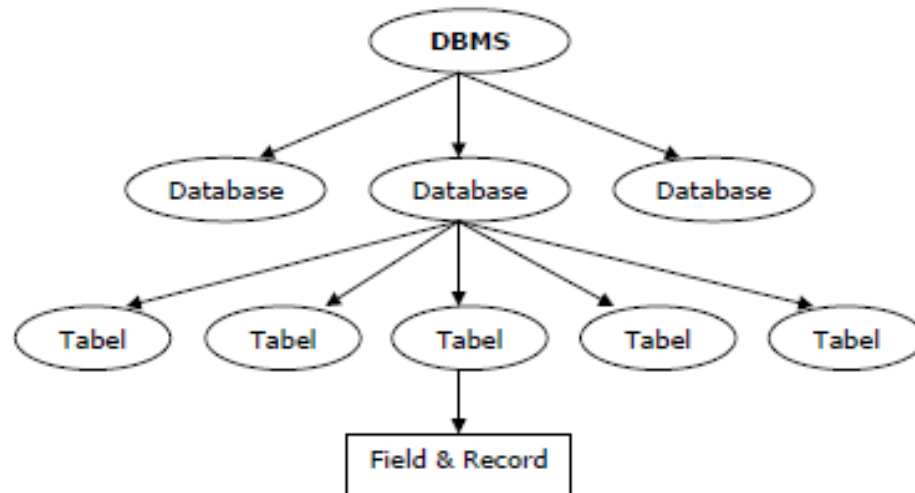 DBMS
Database
Database
Database
Tabel
Tabel
Tabel
Tabel
Tabel
Field & Record